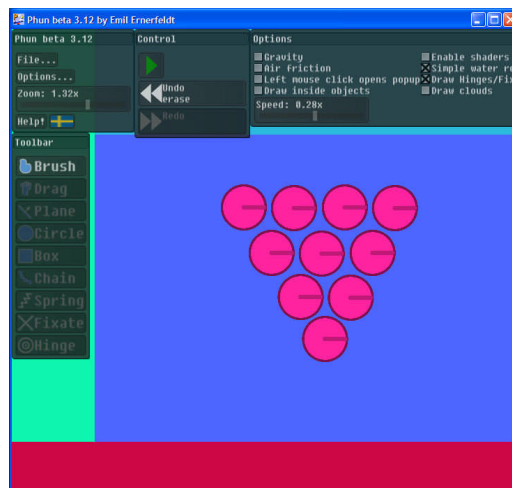 Phun beta 3.12 by Emil Ernerfeldt
Phun beta 3.12
File...
Options...
Zoom: 1.32x
Help!
Control
Undo
erase
Redo
Options
Gravity
Air friction
Left mouse click opens popup
Draw inside objects
Speed: 0.28x
Enable shaders
Simple water re
Draw Hinges/Fix
Draw clouds
Toolbar
Brush
Drag
Plane
Circle
Box
Chain
Spring
Fixate
Hinge